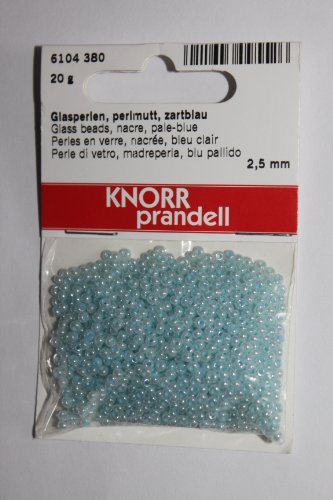 6104 380
20 g
Glasperlen, perlmutt, zartblau
Glass beads, nacre, pale-blue
Perles en verre, nacrée, bleu clair
Perle di vetro, madreperla, blu pallido
2,5 mm
KNORR
prandell